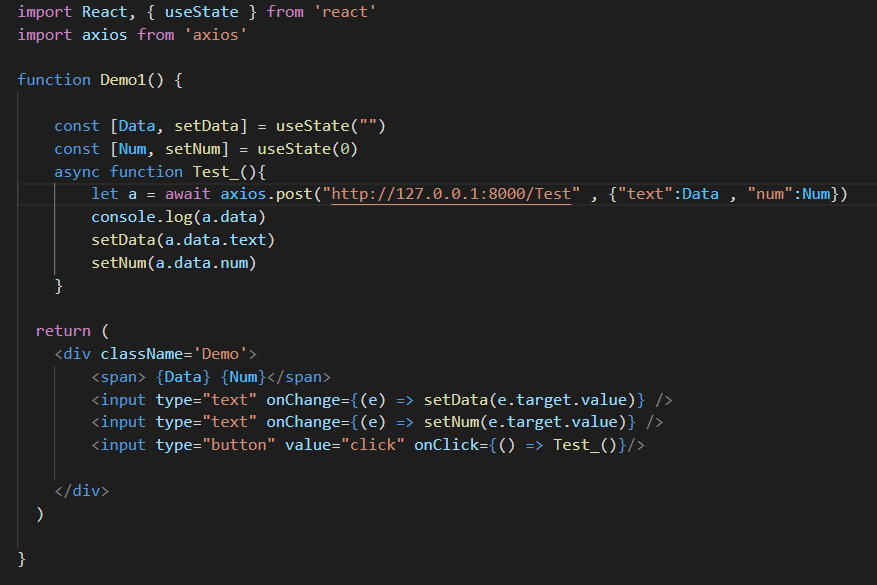 import React, { useState } from 'react'
import axios from 'axios'
function Demo1() {
const [Data, setData] = useState("")
const [Num, setNum] = useState(0)
async function Test_(){
let a = await axios.post("http://127.0.0.1:8000/Test" , {"text":Data , "num":Num})
console.log(a.data)
setData(a.data.text)
setNum(a.data.num)
}
return (
<div className='Demo'>
<span> {Data} {Num}</span>
<input type="text" onChange={(e) => setData(e.target.value)} />
<input type="text" onChange={(e) => setNum(e.target.value)} />
<input type="button" value="click" onClick={() => Test_()}/>
</div>
)
}